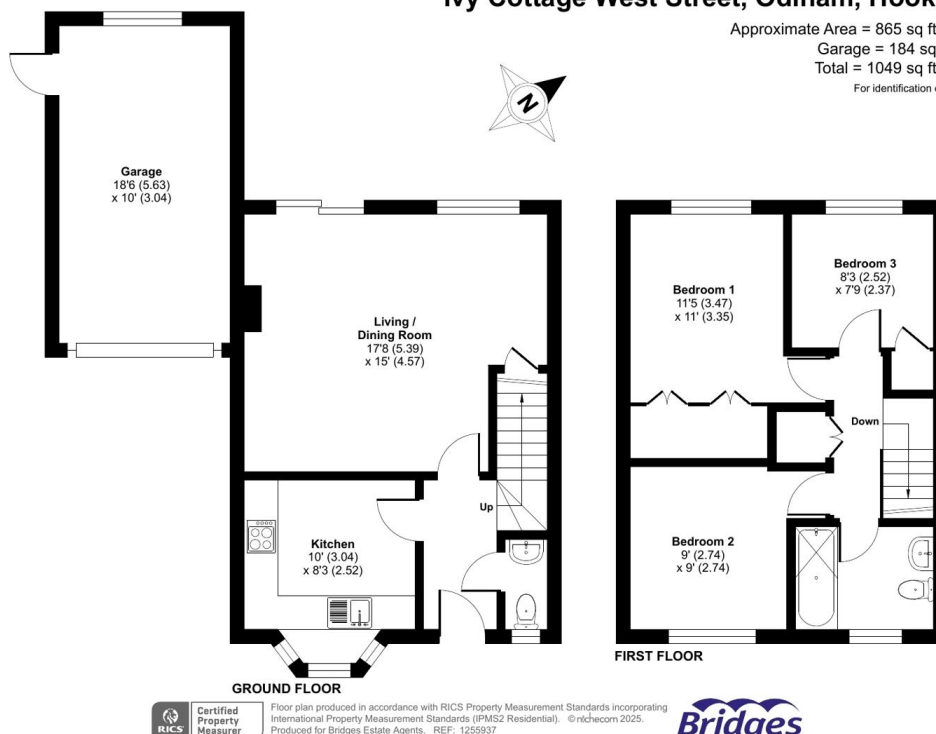 Ivy Cottage West Street, Odiham, Hook
Approximate Area = 865 sq ft
Garage = 184 sq
Total = 1049 sq ft
For identification
N
Garage
18'6 (5.63)
x 10' (3.04)
Living /
Dining Room
17'8 (5.39)
x 15' (4.57)
Up
Kitchen
10' (3.04)
x 8'3 (2.52)
GROUND FLOOR
Bedroom 1
11'5 (3.47)
x 11' (3.35)
Bedroom 3
8'3 (2.52)
x 7'9 (2.37)
Down
Bedroom 2
9' (2.74)
x 9' (2.74)
FIRST FLOOR
RICS
Certified
Property
Measurer
Floor plan produced in accordance with RICS Property Measurement Standards incorporating
International Property Measurement Standards (IPMS2 Residential). © nichecom 2025.
Produced for Bridges Estate Agents. REF: 1255937
Bridges